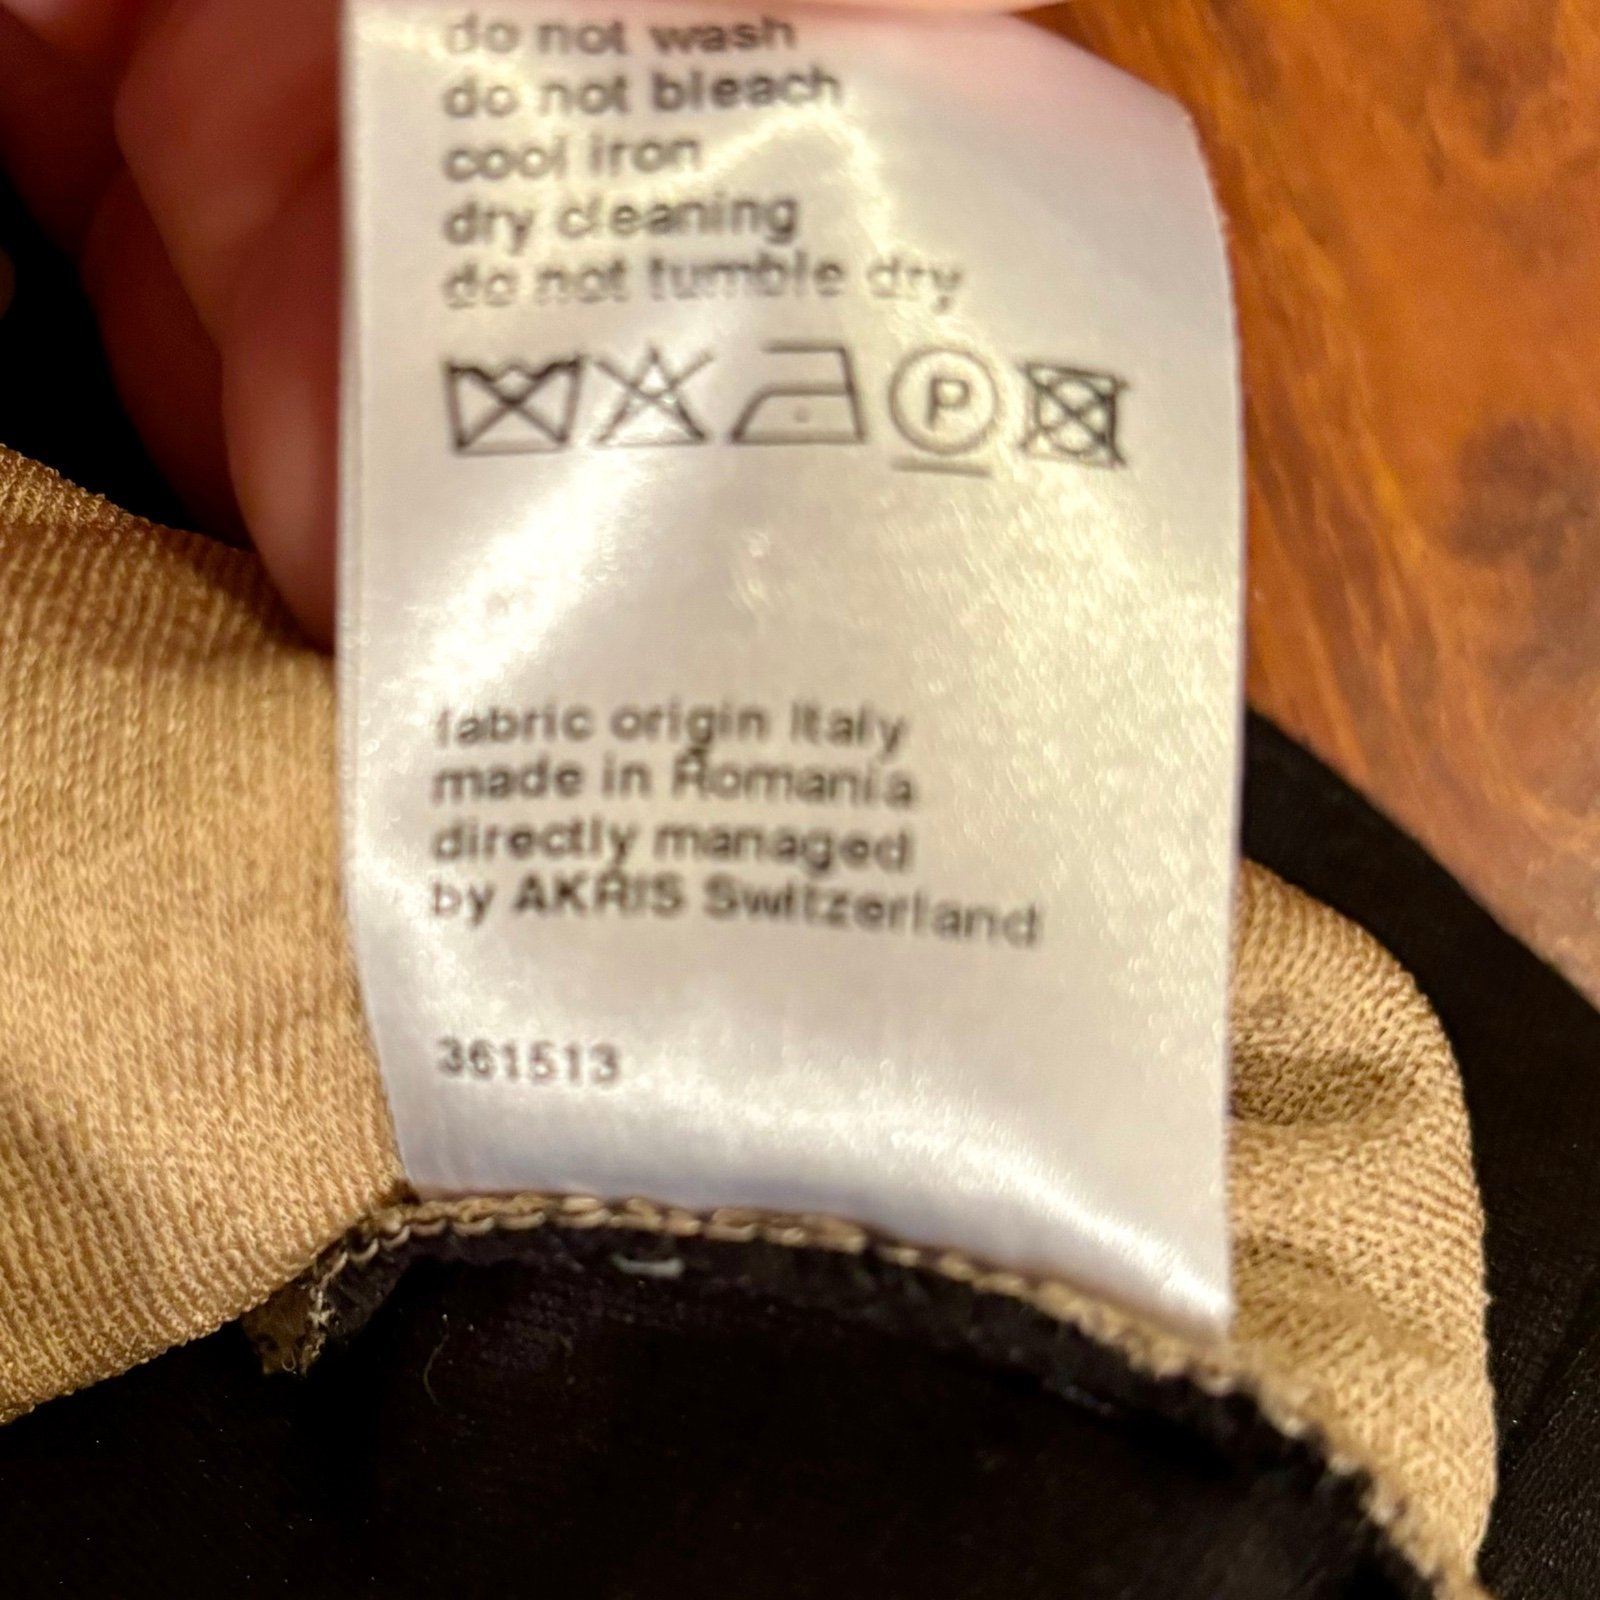 do not wash
do not bleach
cool iron
dry cleaning
do not tumble dry
P
fabric origin Italy
made in Romania
directly managed
by AKRIS Switzerland
361513